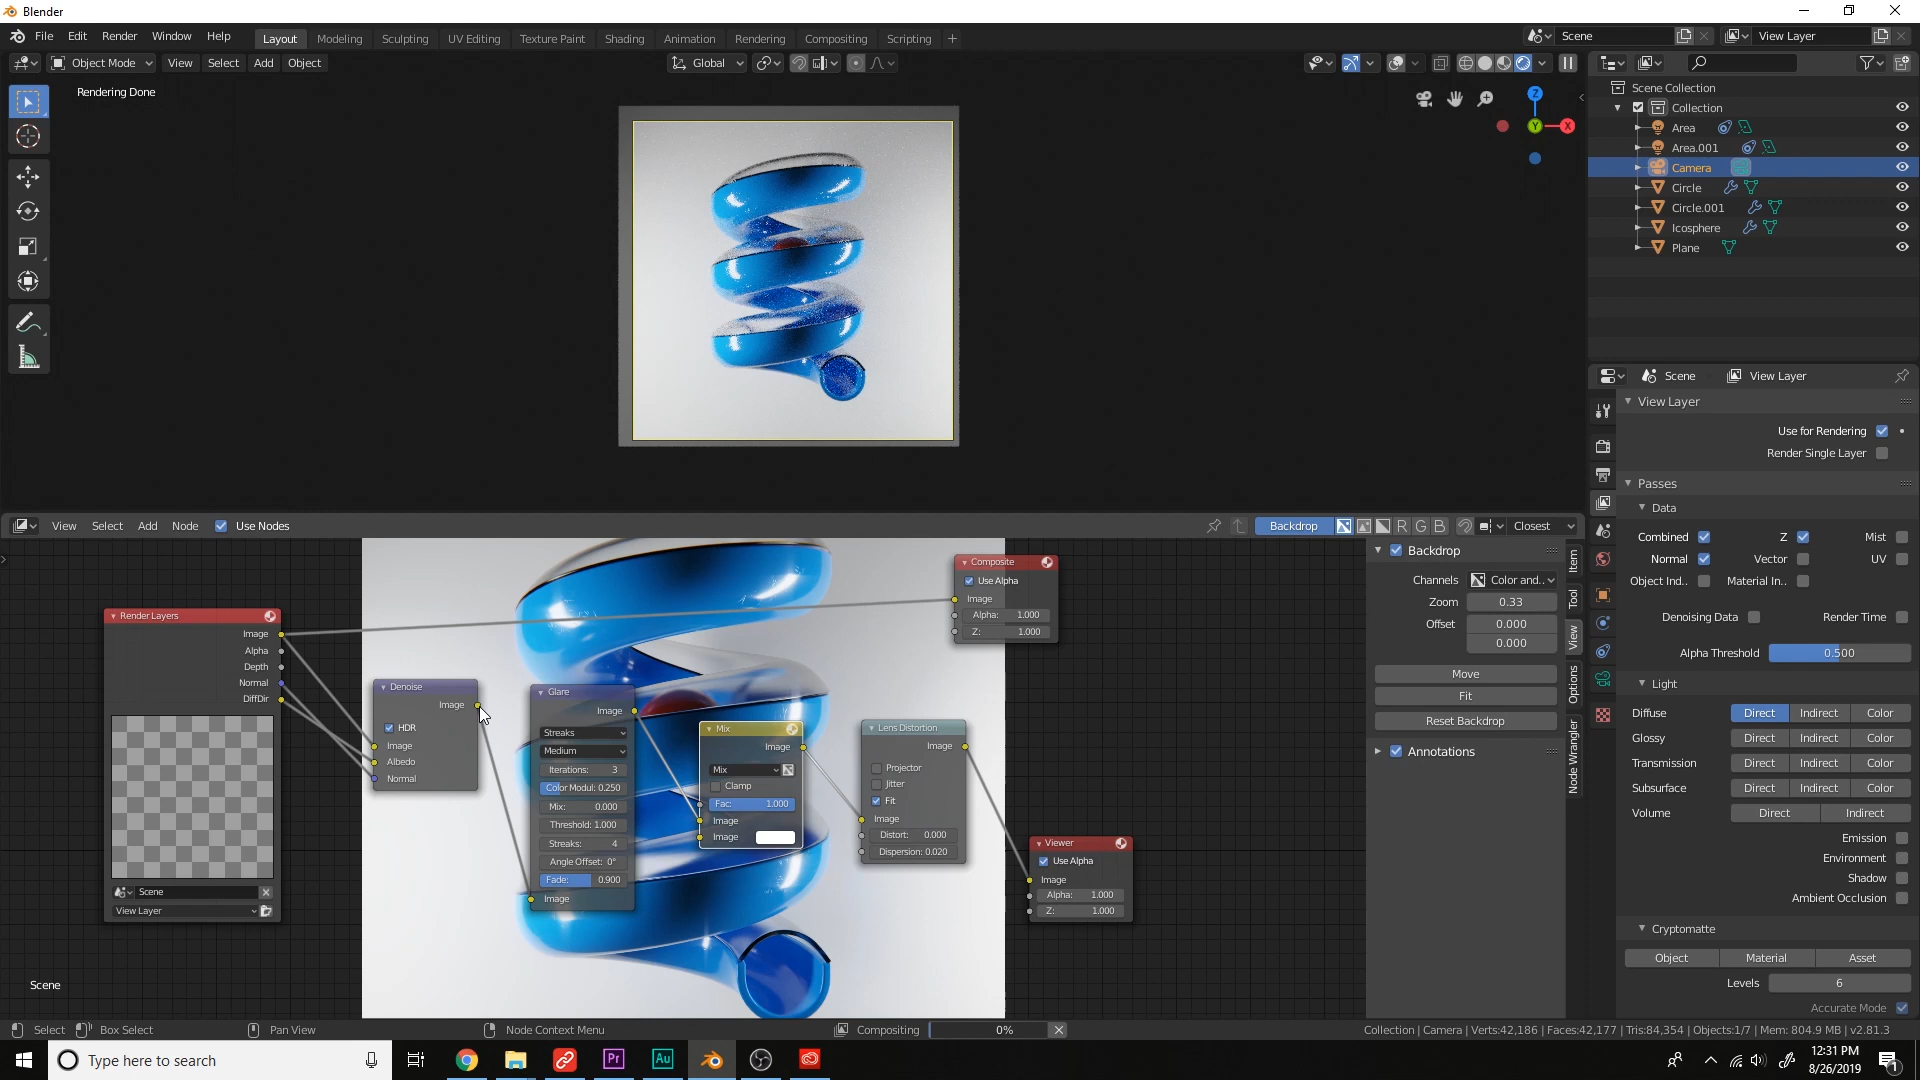 Blender
File Edit Render Window Help Layout Modeling Sculpting UV Editing Texture Paint Shading Animation Rendering Compositing Scripting + Scene View Layer
Object Mode View Select Add Object Global
Rendering Done
Z
Y
X
Scene Collection
Collection
Area
Area.001
Camera
Circle
Circle.001
Icosphere
Plane
Scene View Layer
View Layer
Use for Rendering
Render Single Layer
Passes
Data
Combined Z Mist
Normal Vector UV
Object Ind.. Material In..
Denoising Data Render Time
Alpha Threshold 0.500
Light
Diffuse Direct Indirect Color
Glossy Direct Indirect Color
Transmission Direct Indirect Color
Subsurface Direct Indirect Color
Volume Direct Indirect
Emission
Environment
Shadow
Ambient Occlusion
Cryptomatte
Object Material Asset
Levels 6
Accurate Mode
View Select Add Node Use Nodes Backdrop R G B Closest
Render Layers
Image
Alpha
Depth
Normal
DiffDir
Scene
View Layer
Denoise
Image
HDR
Image
Albedo
Normal
Glare
Image
Streaks
Medium
Iterations: 3
Color Modul: 0.250
Mix: 0.000
Threshold: 1.000
Streaks: 4
Angle Offset: 0°
Fade: 0.900
Image
Mix
Image
Mix
Clamp
Fac: 1.000
Image
Image
Lens Distortion
Image
Projector
Jitter
Fit
Image
Distort: 0.000
Dispersion: 0.020
Composite
Use Alpha
Image
Alpha: 1.000
Z: 1.000
Viewer
Use Alpha
Image
Alpha: 1.000
Z: 1.000
Backdrop
Channels Color and..
Zoom 0.33
Offset 0.000
0.000
Move
Fit
Reset Backdrop
Annotations
Item
Tool
View
Options
Node Wrangler
Scene
Select Box Select Pan View Node Context Menu Compositing 0% Collection | Camera | Verts:42,186 | Faces:42,177 | Tris:84,354 | Objects:1/7 | Mem: 804.9 MB | v2.81.3
Type here to search
Pr
Au
12:31 PM
8/26/2019
1